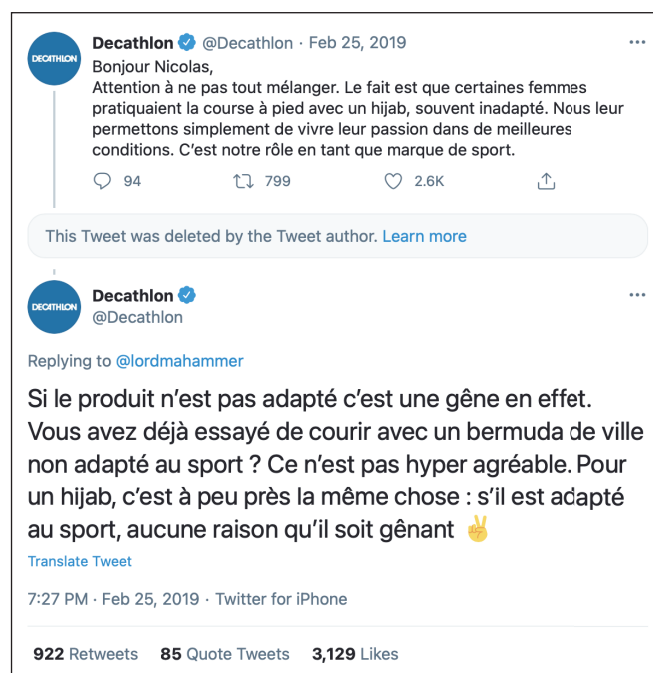 Decathlon @Decathlon · Feb 25, 2019
DECATHLON
Bonjour Nicolas,
Attention à ne pas tout mélanger. Le fait est que certaines femmes
pratiquaient la course à pied avec un hijab, souvent inadapté. Nous leur
permettons simplement de vivre leur passion dans de meilleures
conditions. C'est notre rôle en tant que marque de sport.
94 799 2.6K
This Tweet was deleted by the Tweet author. Learn more
Decathlon
DECATHLON
@Decathlon
Replying to @lordmahammer
Si le produit n'est pas adapté c'est une gêne en effet.
Vous avez déjà essayé de courir avec un bermuda de ville
non adapté au sport ? Ce n'est pas hyper agréable. Pour
un hijab, c'est à peu près la même chose : s'il est adapté
au sport, aucune raison qu'il soit gênant ✌️
Translate Tweet
7:27 PM · Feb 25, 2019 · Twitter for iPhone
922 Retweets 85 Quote Tweets 3,129 Likes